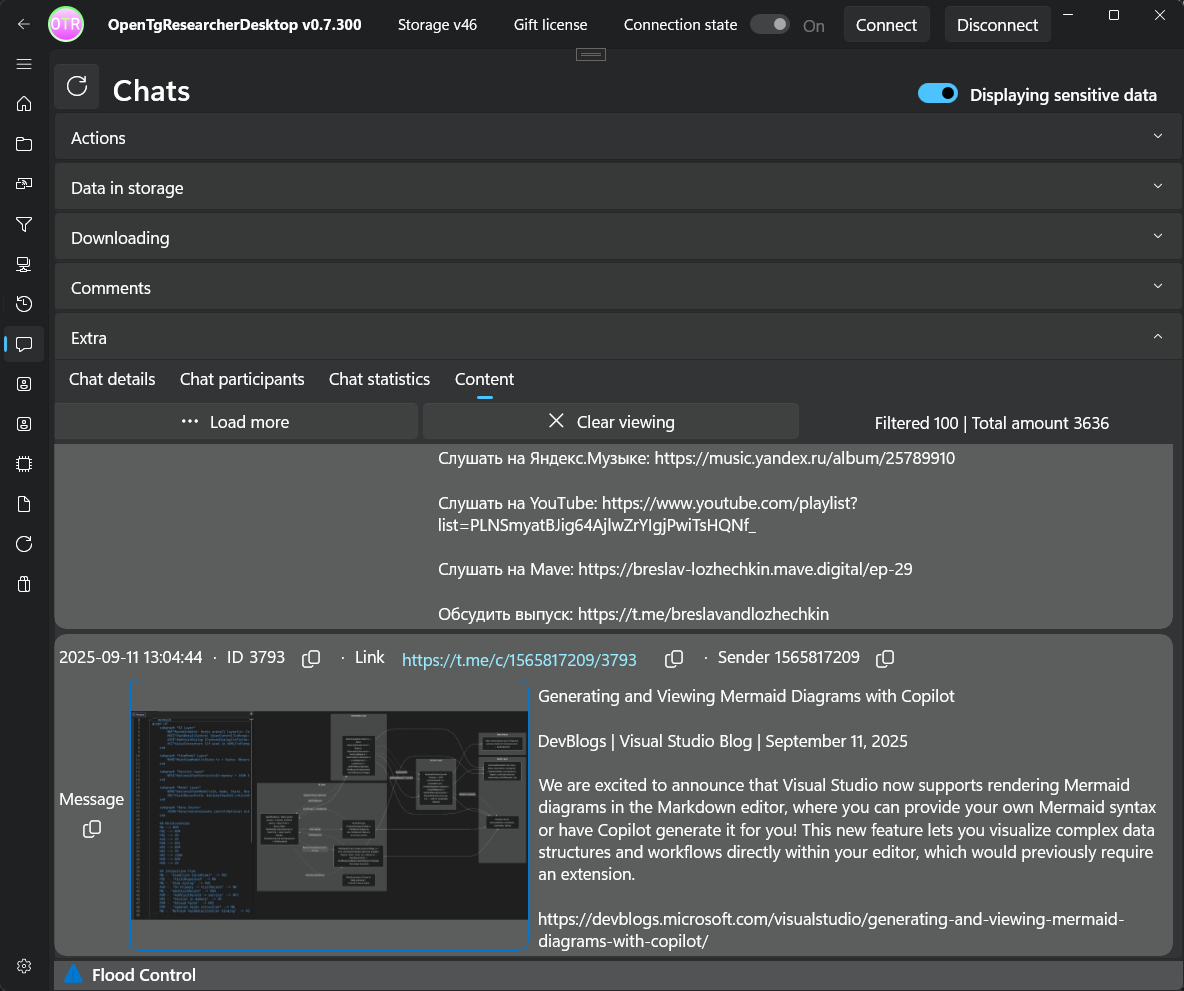 OTR OpenTgResearcherDesktop v0.7.300 Storage v46 Gift license Connection state On Connect Disconnect
Chats
Displaying sensitive data
Actions
Data in storage
Downloading
Comments
Extra
Chat details Chat participants Chat statistics Content
Load more Clear viewing Filtered 100 | Total amount 3636
Слушать на Яндекс.Музыке: https://music.yandex.ru/album/25789910
Слушать на YouTube: https://www.youtube.com/playlist?
list=PLNSmyatBJig64AjlwZrYIgjPwiTsHQNf_
Слушать на Mave: https://breslav-lozhechkin.mave.digital/ep-29
Обсудить выпуск: https://t.me/breslavandlozhechkin
2025-09-11 13:04:44 · ID 3793 · Link https://t.me/c/1565817209/3793 · Sender 1565817209
Message
Generating and Viewing Mermaid Diagrams with Copilot
DevBlogs | Visual Studio Blog | September 11, 2025
We are excited to announce that Visual Studio now supports rendering Mermaid
diagrams in the Markdown editor, where you can provide your own Mermaid syntax
or have Copilot generate it for you! This new feature lets you visualize complex data
structures and workflows directly within your editor, which would previously require
an extension.
https://devblogs.microsoft.com/visualstudio/generating-and-viewing-mermaid-
diagrams-with-copilot/
Flood Control